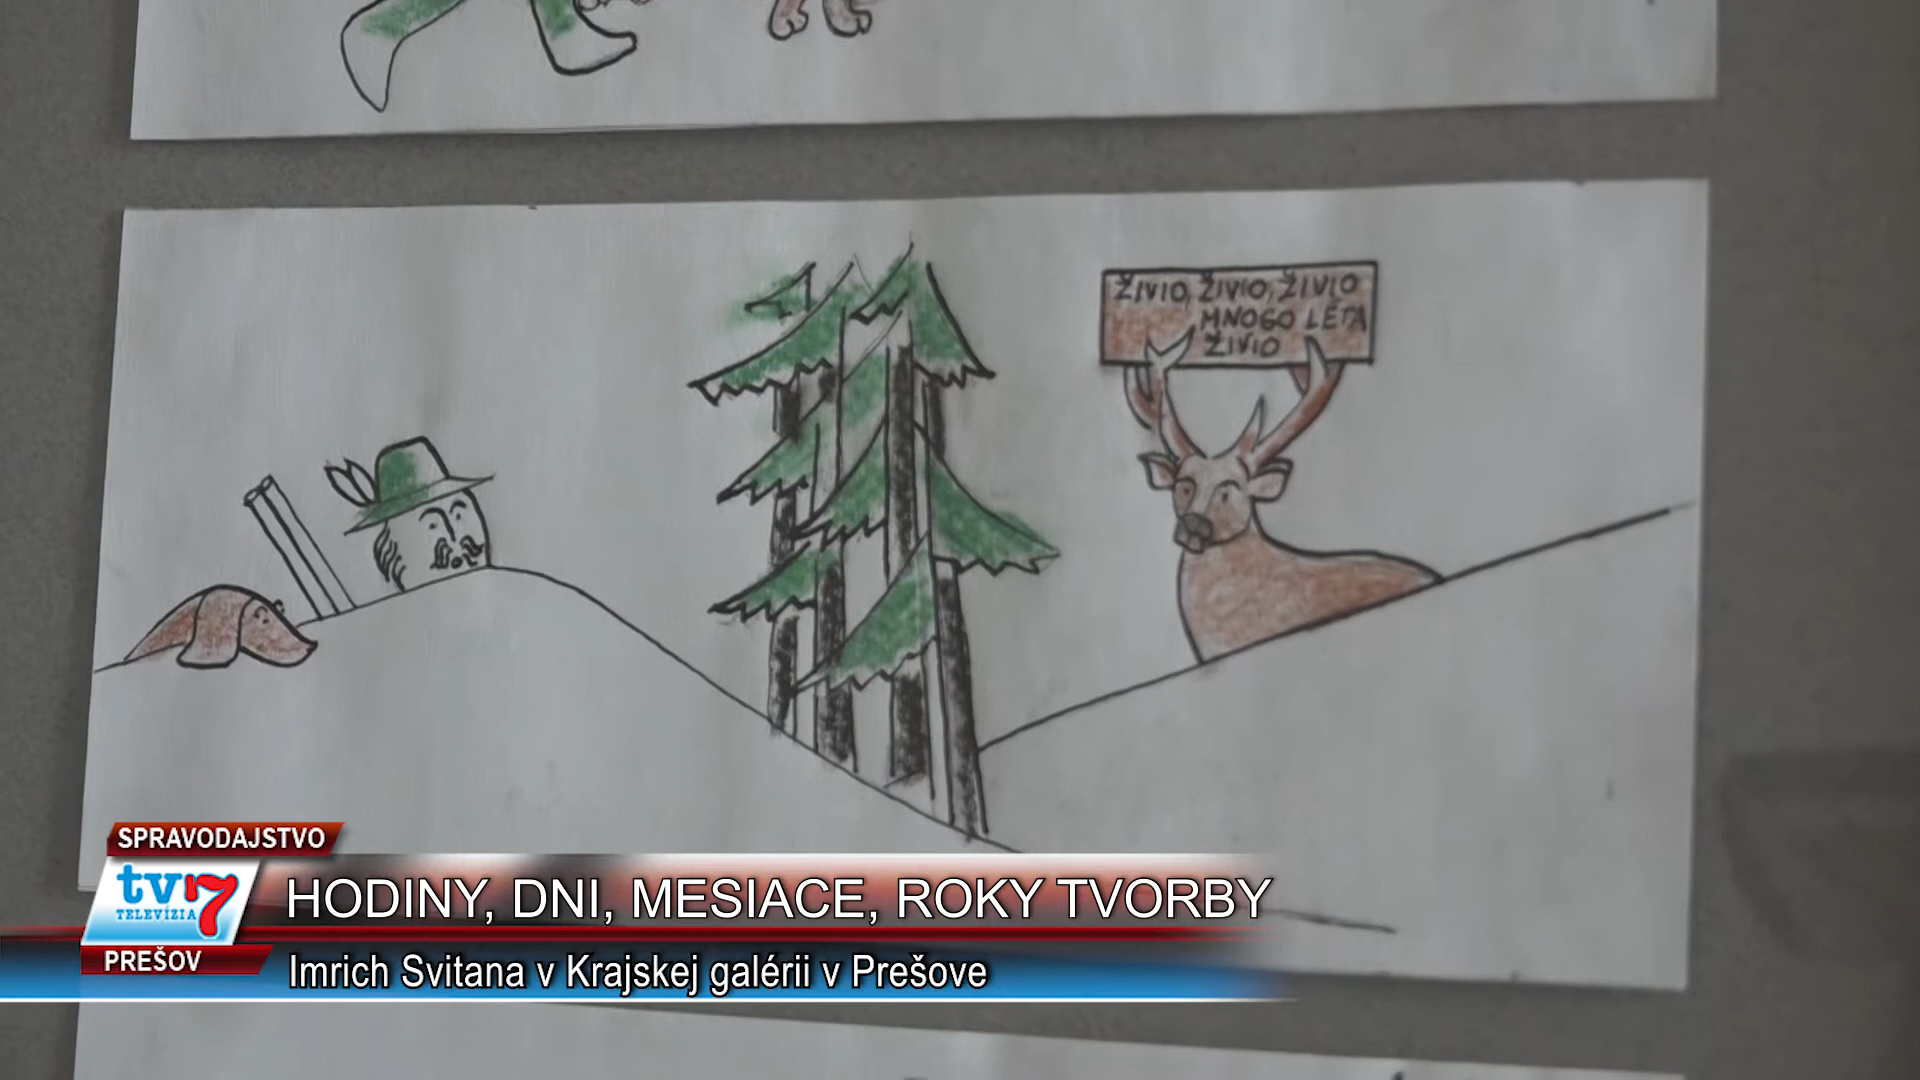 ŽIVIO, ŽIVIO, ŽIVIO
MNOGO LÉTA
ŽIVIO
SPRAVODAJSTVO
tv7
TELEVÍZIA
HODINY, DNI, MESIACE, ROKY TVORBY
PREŠOV
Imrich Svitana v Krajskej galérii v Prešove